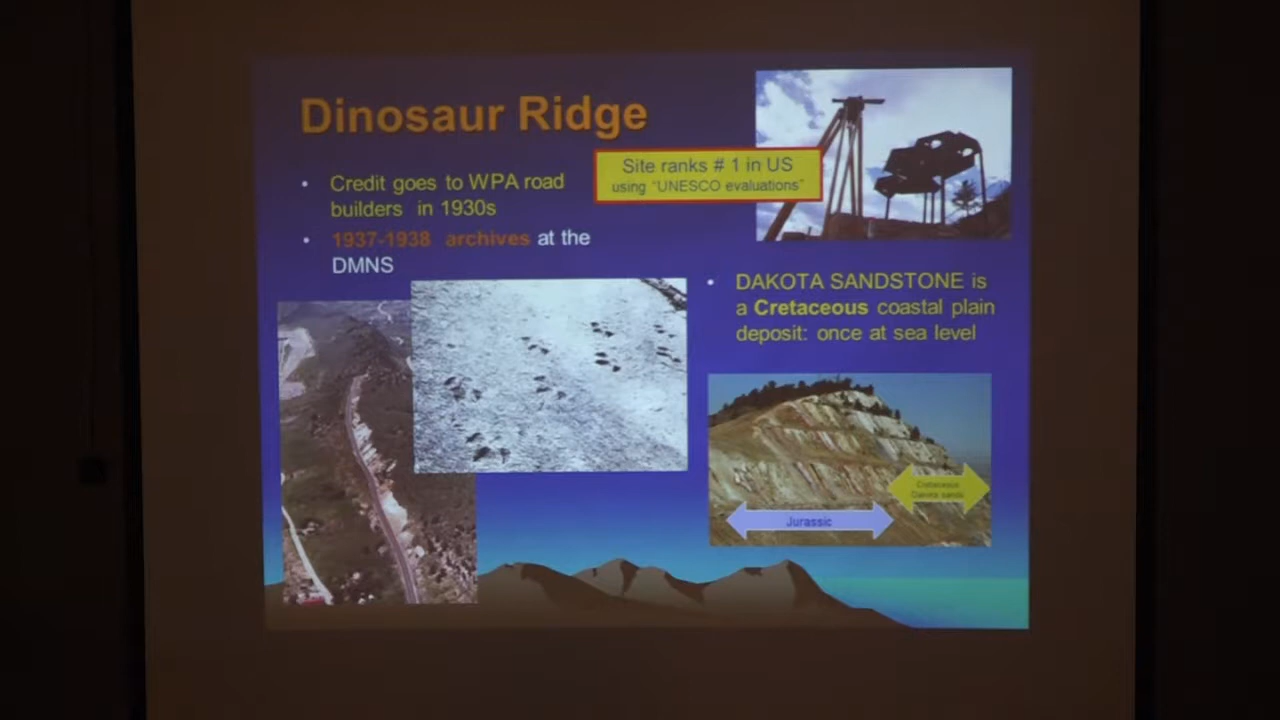 Dinosaur Ridge
Site ranks # 1 in US
using "UNESCO evaluations"
• Credit goes to WPA road
builders in 1930s
• 1937-1938 archives at the
DMNS
• DAKOTA SANDSTONE is
a Cretaceous coastal plain
deposit: once at sea level
Cretaceous
Dakota sands
Jurassic